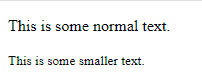 This is some normal text.
This is some smaller text.